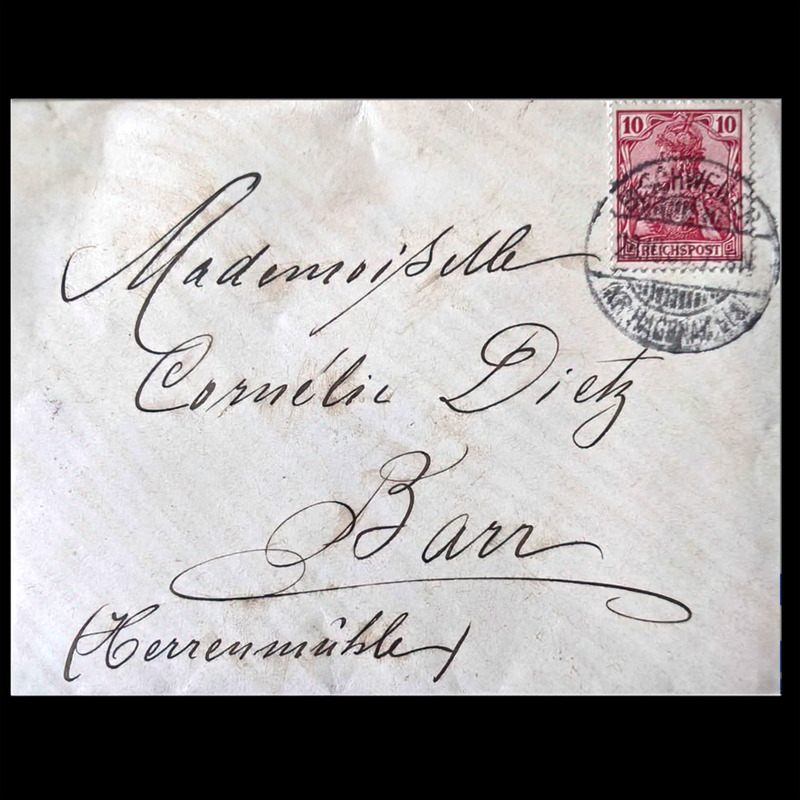 10 10
REICHSPOST
Mademoiselle
Cornélie Dietz
Barr
(Herrenmühle)